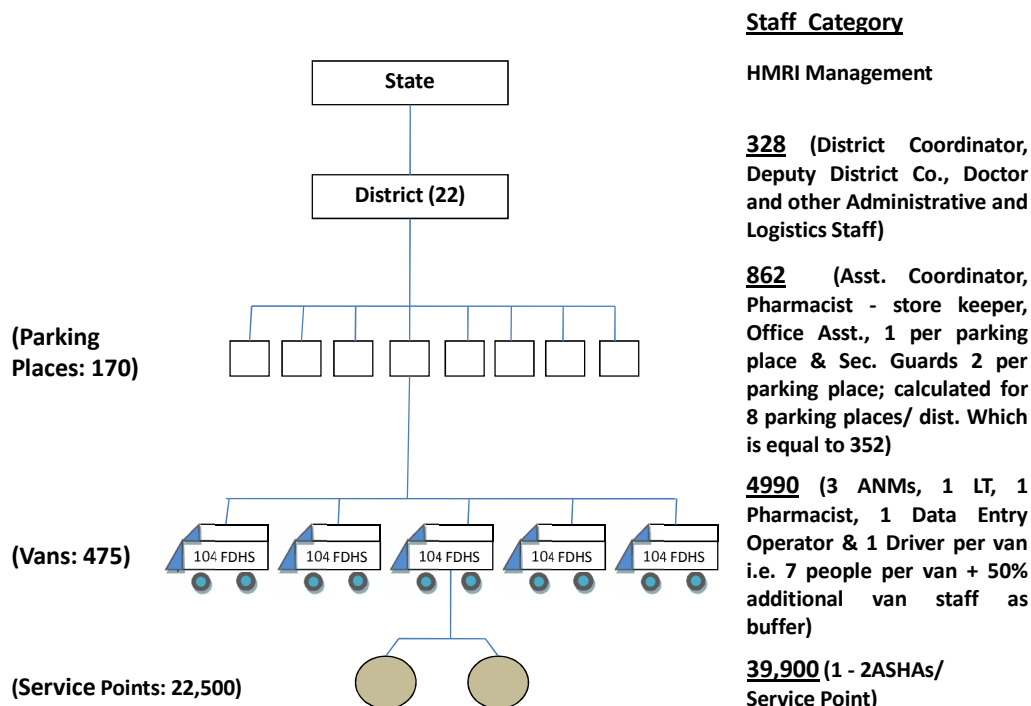 Staff Category
HMRI Management
State
328 (District Coordinator,
Deputy District Co., Doctor
and other Administrative and
Logistics Staff)
District (22)
862 (Asst. Coordinator,
Pharmacist - store keeper,
Office Asst., 1 per parking
place & Sec. Guards 2 per
parking place; calculated for
8 parking places/ dist. Which
is equal to 352)
(Parking
Places: 170)
4990 (3 ANMs, 1 LT, 1
Pharmacist, 1 Data Entry
Operator & 1 Driver per van
i.e. 7 people per van + 50%
additional van staff as
buffer)
(Vans: 475)
104 FDHS
104 FDHS
104 FDHS
104 FDHS
104 FDHS
39,900 (1 - 2ASHAs/
Service Point)
(Service Points: 22,500)